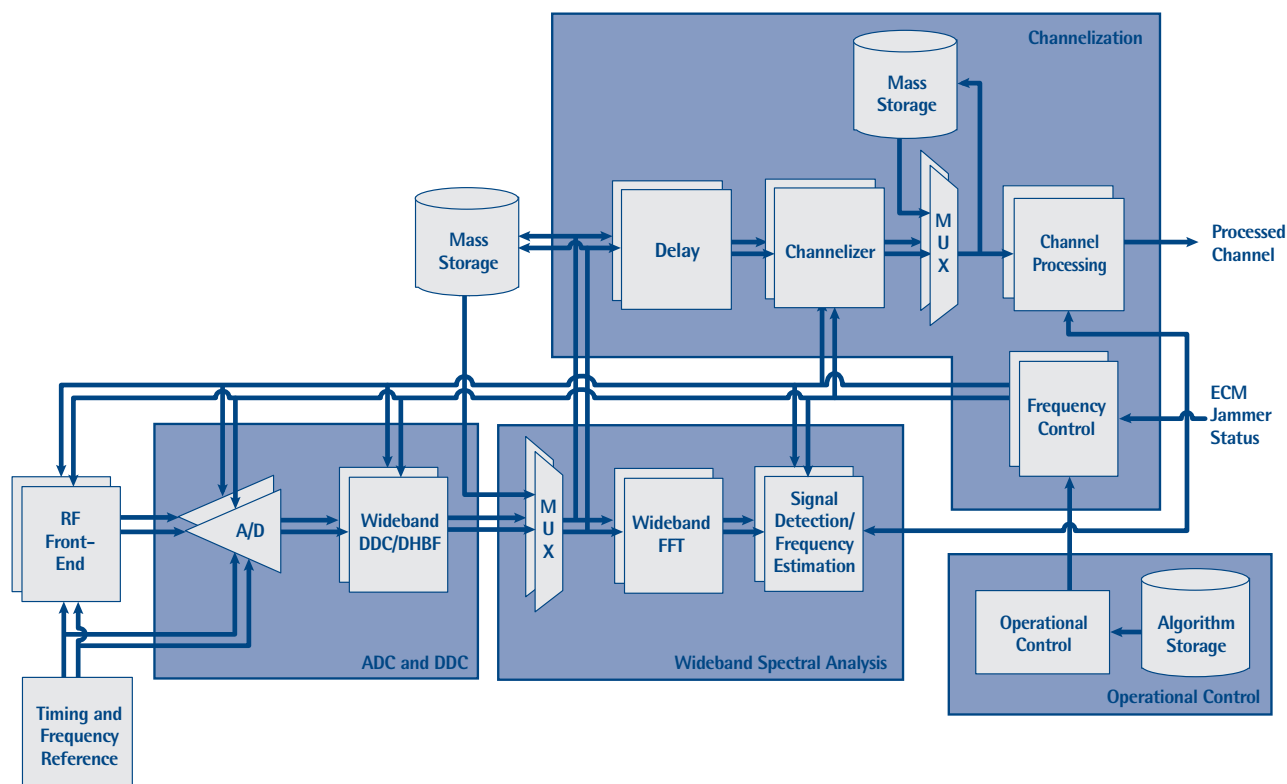 Channelization
Mass
Storage
Mass
Storage
Delay
Channelizer
MUX
Channel
Processing
Processed
Channel
Frequency
Control
ECM
Jammer
Status
RF
Front-
End
A/D
Wideband
DDC/DHBF
MUX
Wideband
FFT
Signal
Detection/
Frequency
Estimation
ADC and DDC
Wideband Spectral Analysis
Operational
Control
Algorithm
Storage
Operational Control
Timing and
Frequency
Reference